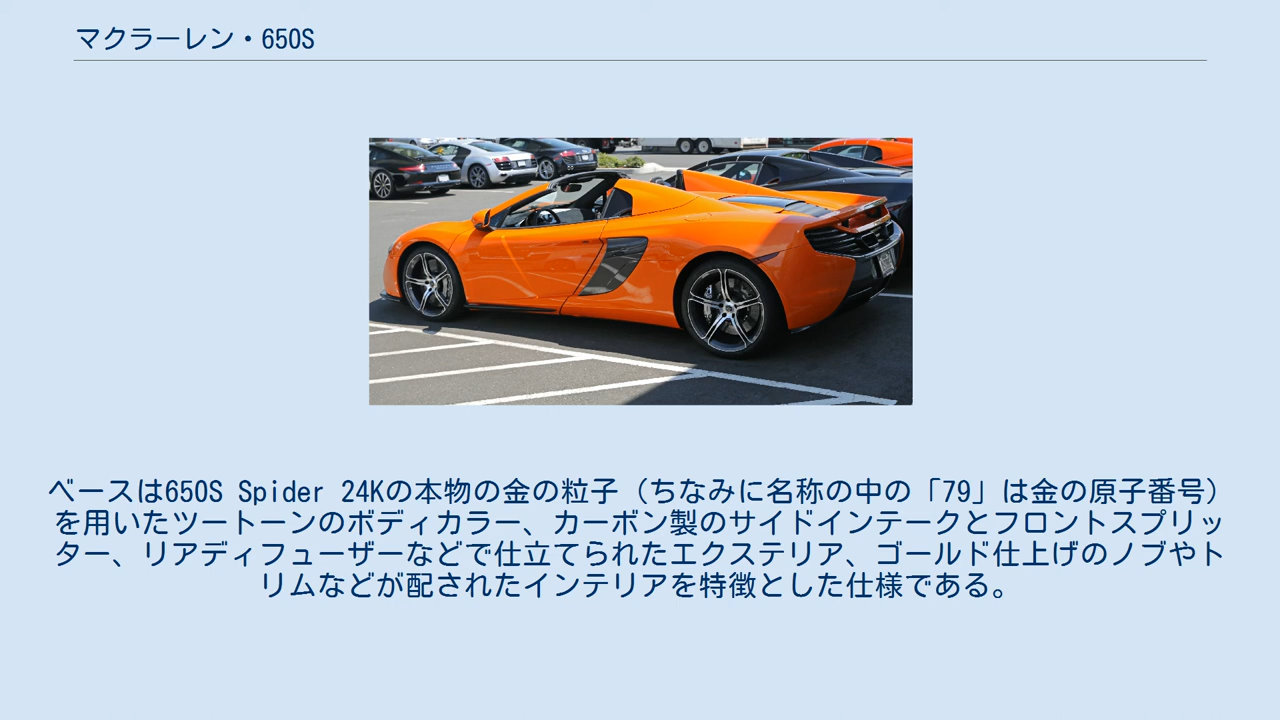 マクラーレン・650S
ベースは650S Spider 24Kの本物の金の粒子（ちなみに名称の中の「79」は金の原子番号）
を用いたツートーンのボディカラー、カーボン製のサイドインテークとフロントスプリッ
ター、リアディフューザーなどで仕立てられたエクステリア、ゴールド仕上げのノブやト
リムなどが配されたインテリアを特徴とした仕様である。